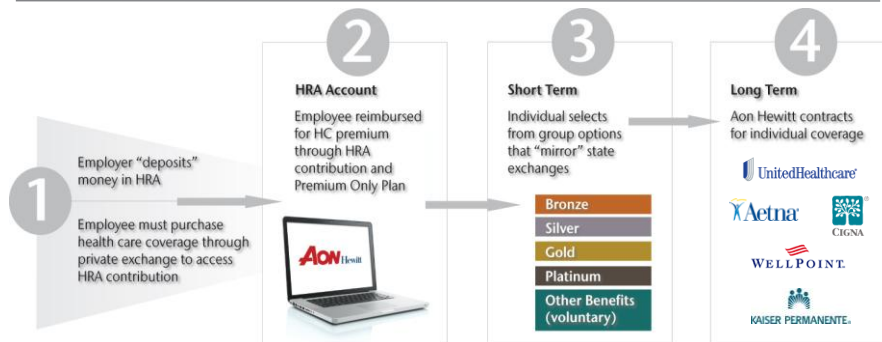 1
Employer “deposits”
money in HRA
Employee must purchase
health care coverage through
private exchange to access
HRA contribution
2
HRA Account
Employee reimbursed
for HC premium
through HRA
contribution and
Premium Only Plan
AON Hewitt
3
Short Term
Individual selects
from group options
that “mirror” state
exchanges
Bronze
Silver
Gold
Platinum
Other Benefits
(voluntary)
4
Long Term
Aon Hewitt contracts
for individual coverage
UnitedHealthcare®
Aetna®
CIGNA
WELLPOINT.
KAISER PERMANENTE®